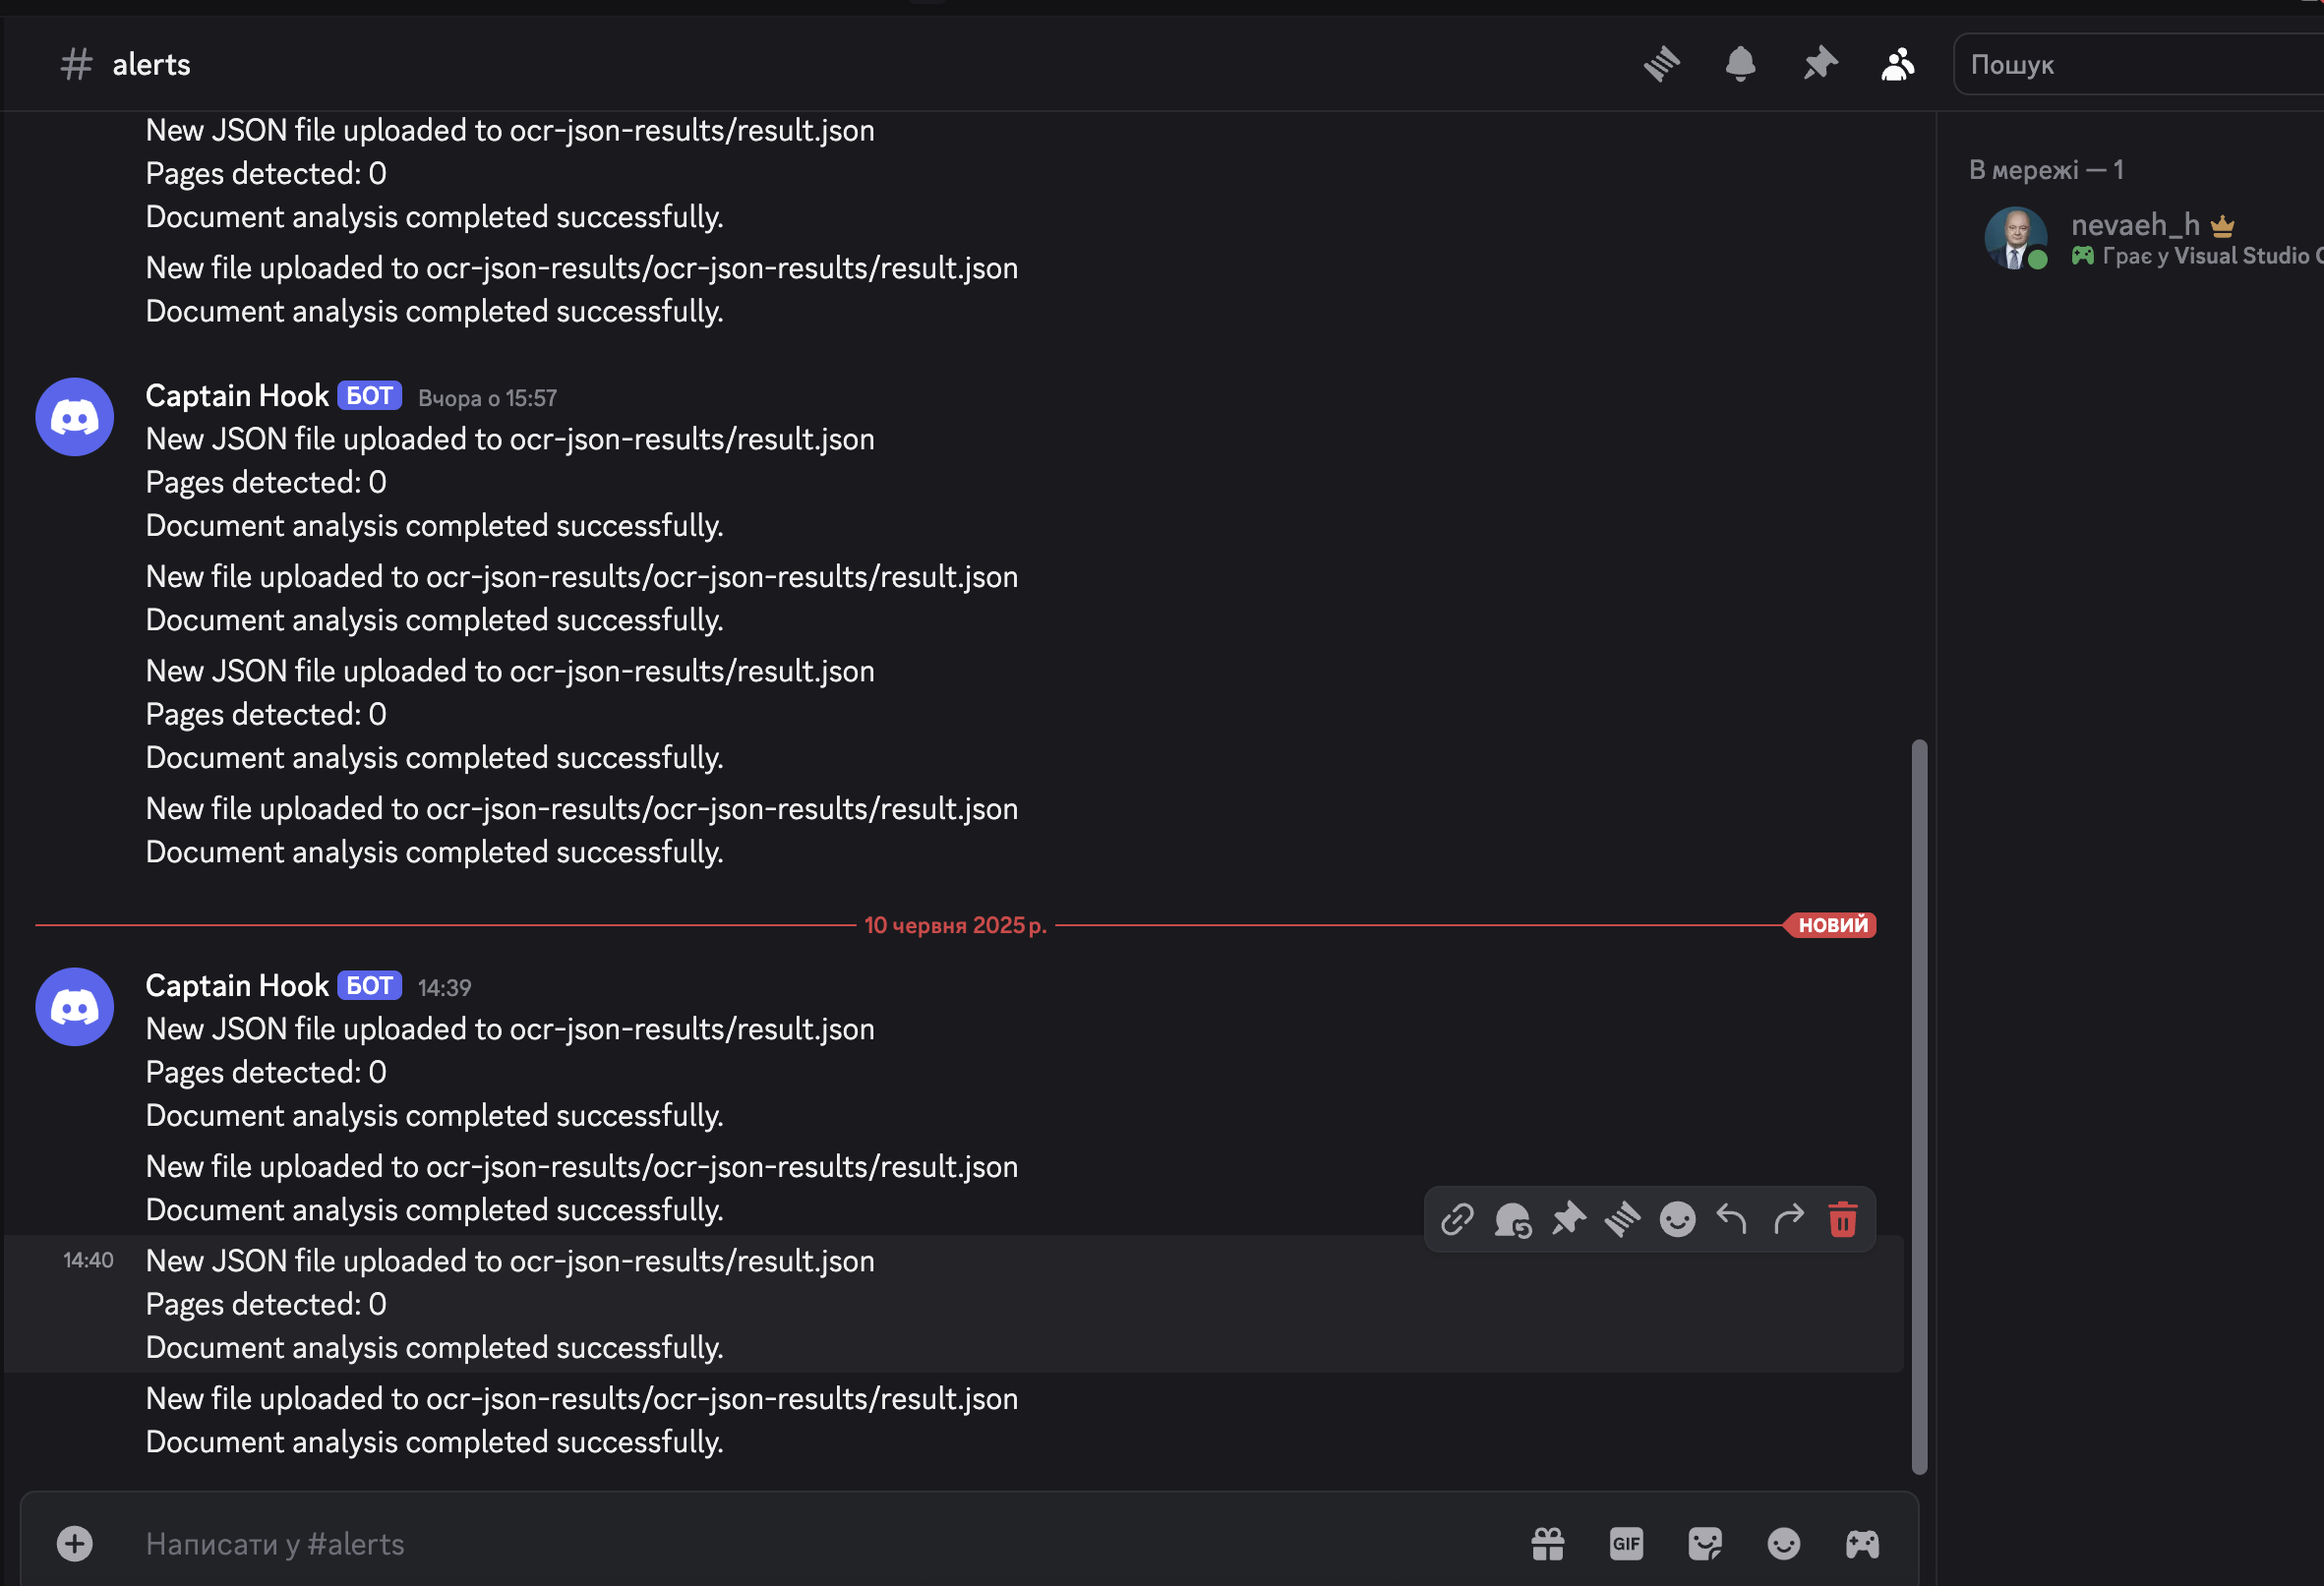 alerts
Пошук
New JSON file uploaded to ocr-json-results/result.json
Pages detected: 0
Document analysis completed successfully.
New file uploaded to ocr-json-results/ocr-json-results/result.json
Document analysis completed successfully.
Captain Hook БОТ Вчора о 15:57
New JSON file uploaded to ocr-json-results/result.json
Pages detected: 0
Document analysis completed successfully.
New file uploaded to ocr-json-results/ocr-json-results/result.json
Document analysis completed successfully.
New JSON file uploaded to ocr-json-results/result.json
Pages detected: 0
Document analysis completed successfully.
New file uploaded to ocr-json-results/ocr-json-results/result.json
Document analysis completed successfully.
10 червня 2025 р. НОВИЙ
Captain Hook БОТ 14:39
New JSON file uploaded to ocr-json-results/result.json
Pages detected: 0
Document analysis completed successfully.
New file uploaded to ocr-json-results/ocr-json-results/result.json
Document analysis completed successfully.
14:40 New JSON file uploaded to ocr-json-results/result.json
Pages detected: 0
Document analysis completed successfully.
New file uploaded to ocr-json-results/ocr-json-results/result.json
Document analysis completed successfully.
Написати у #alerts
GIF
В мережі — 1
nevaeh_h
Грає у Visual Studio